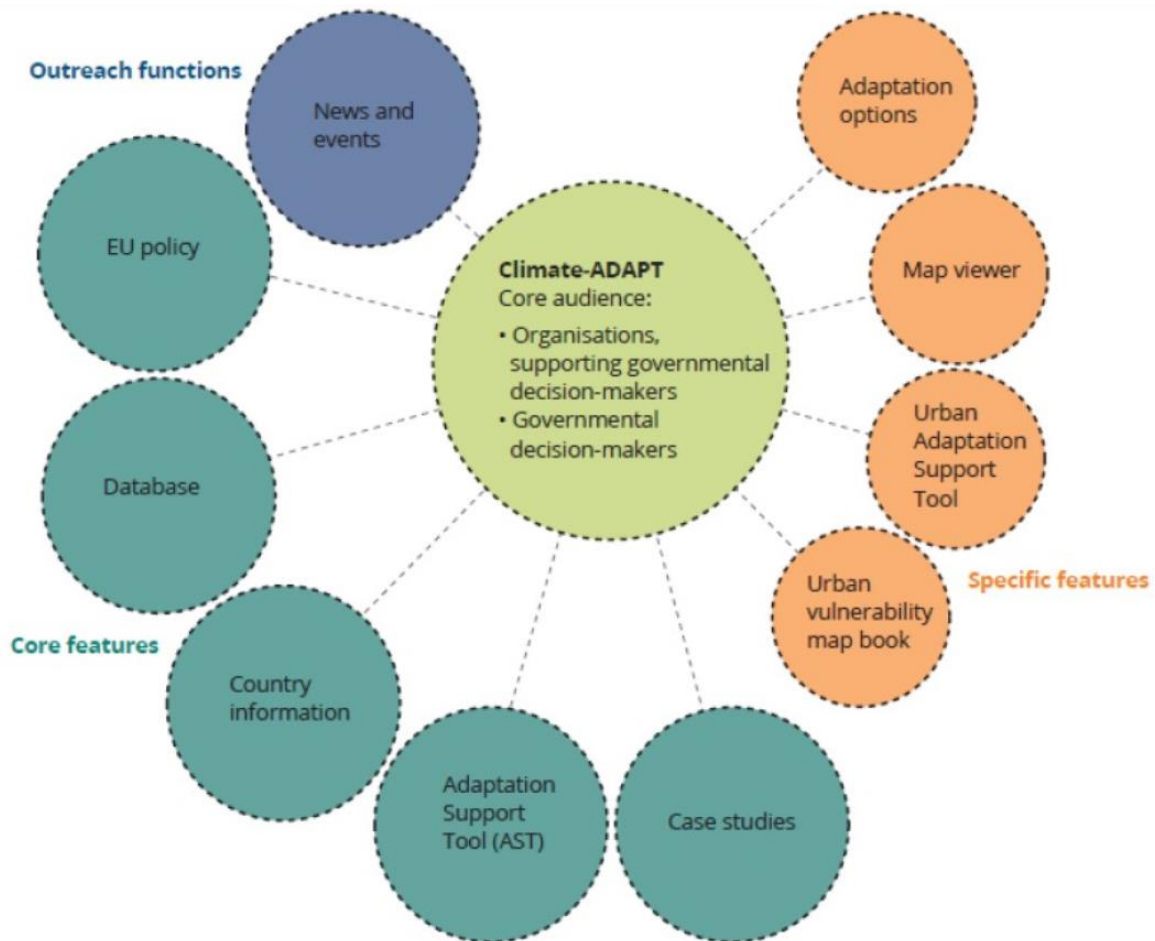 Outreach functions
News and
events
EU policy
Database
Core features
Country
information
Adaptation
Support
Tool (AST)
Case studies
Climate-ADAPT
Core audience:
• Organisations,
supporting governmental
decision-makers
• Governmental
decision-makers
Adaptation
options
Map viewer
Urban
Adaptation
Support
Tool
Specific features
Urban
vulnerability
map book